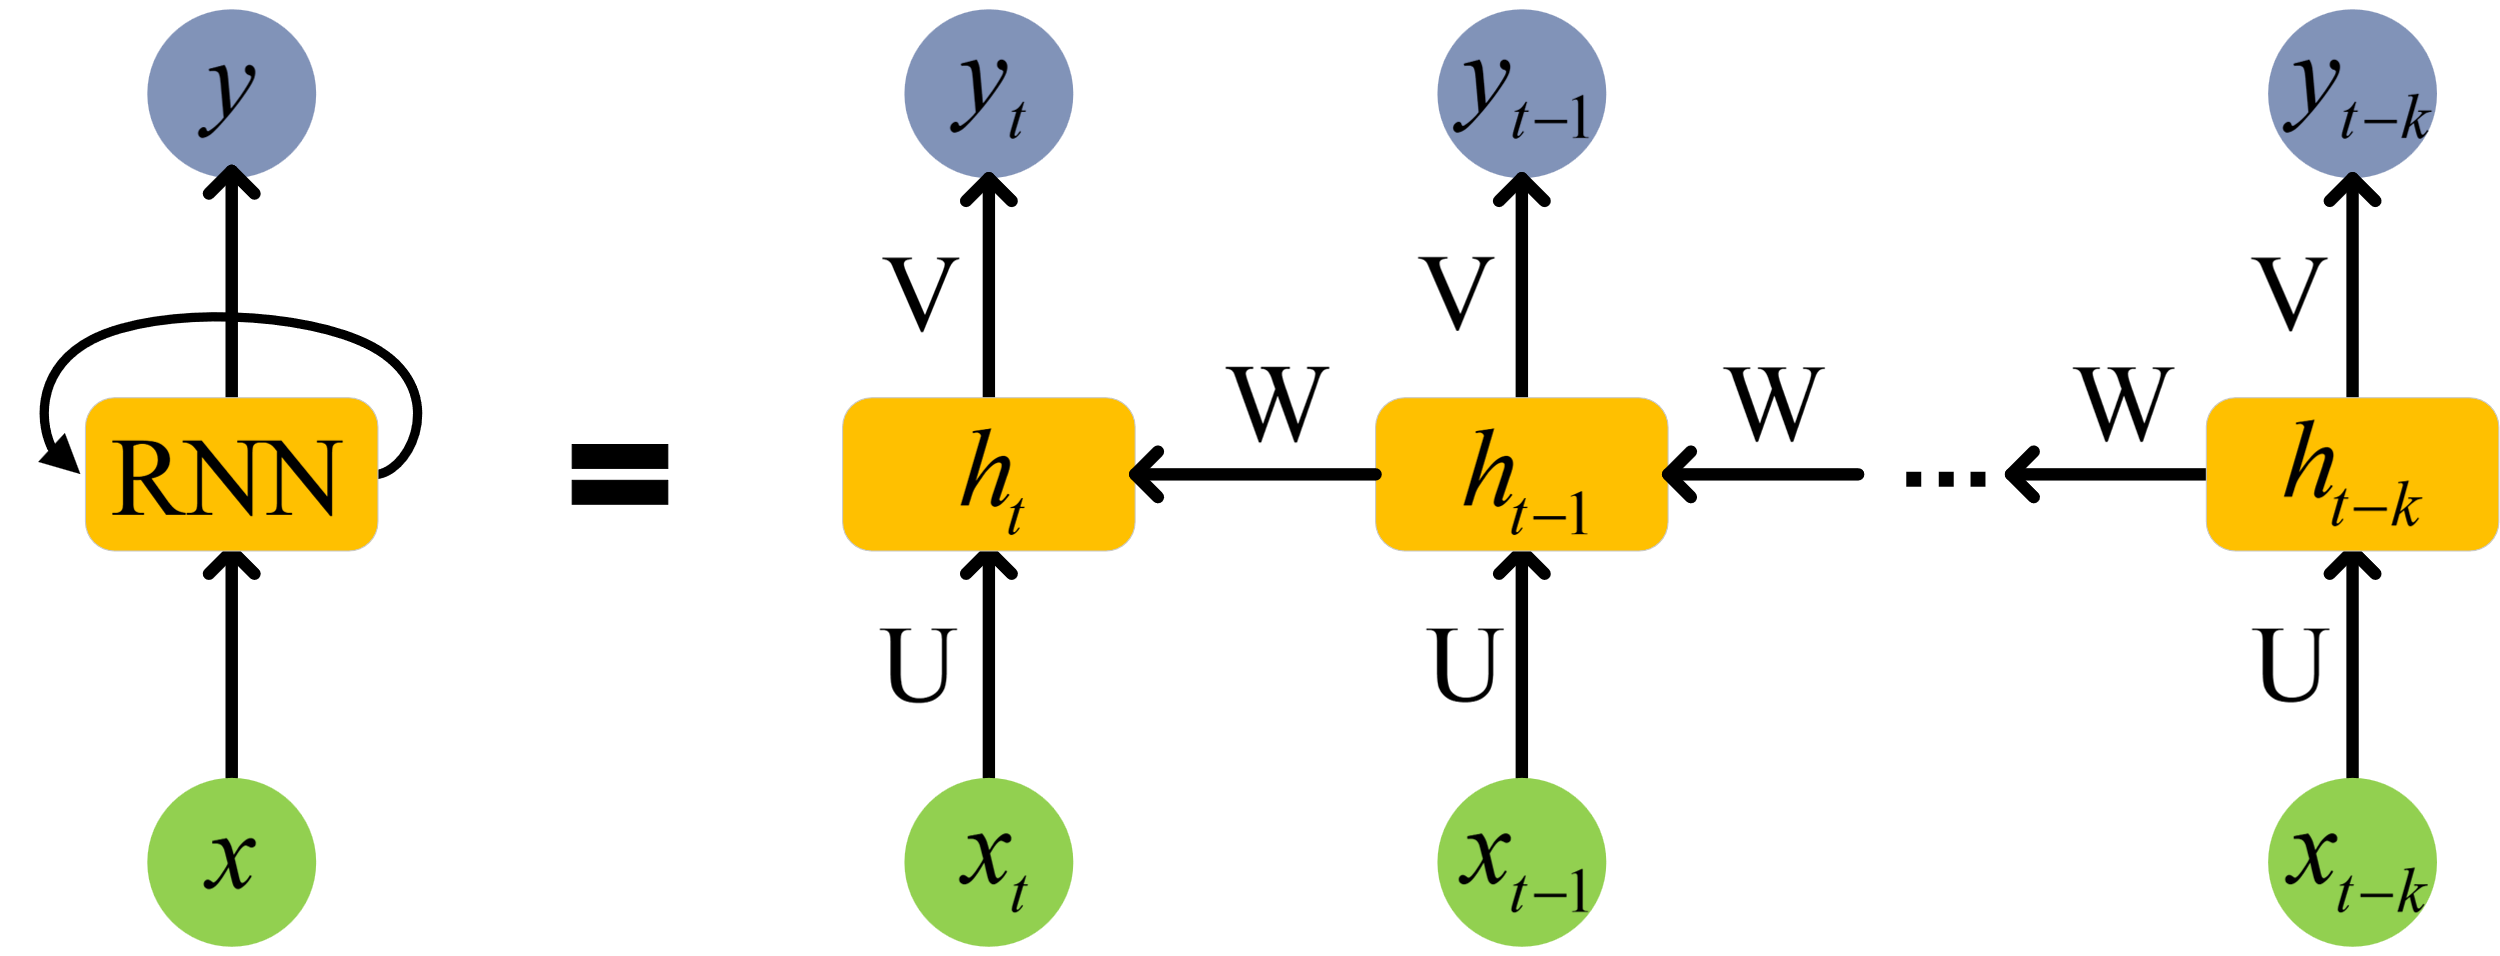 y y_t y_{t-1} y_{t-k}
V V V
W W W
RNN = h_t h_{t-1} ... h_{t-k}
U U U
x x_t x_{t-1} x_{t-k}